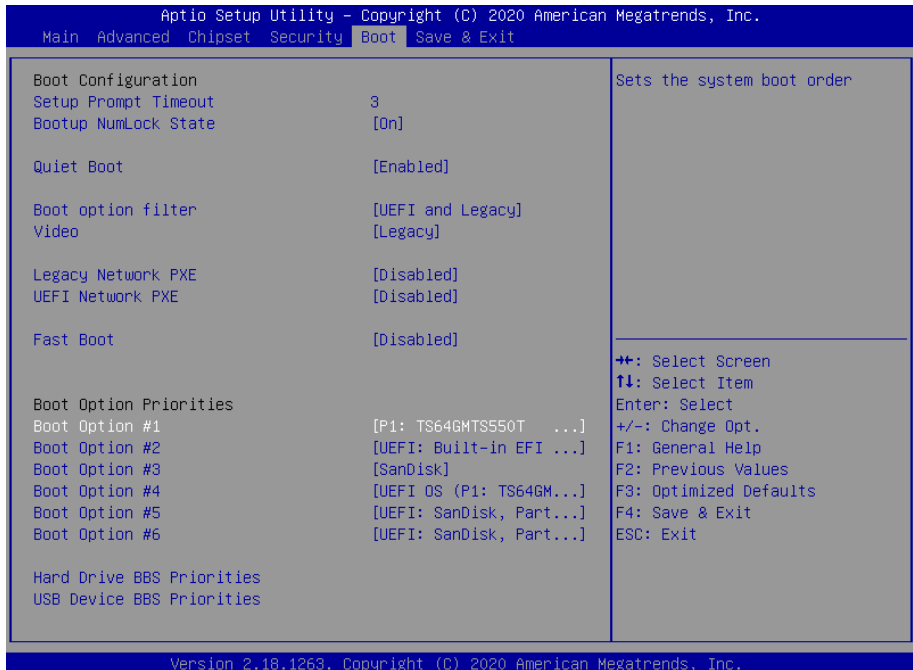 Aptio Setup Utility – Copyright (C) 2020 American Megatrends, Inc.
Main Advanced Chipset Security Boot Save & Exit
Boot Configuration
Setup Prompt Timeout 3
Bootup NumLock State [On]
Quiet Boot [Enabled]
Boot option filter [UEFI and Legacy]
Video [Legacy]
Legacy Network PXE [Disabled]
UEFI Network PXE [Disabled]
Fast Boot [Disabled]
Boot Option Priorities
Boot Option #1 [P1: TS64GMTS550T ...]
Boot Option #2 [UEFI: Built-in EFI ...]
Boot Option #3 [SanDisk]
Boot Option #4 [UEFI OS (P1: TS64GM...]
Boot Option #5 [UEFI: SanDisk, Part...]
Boot Option #6 [UEFI: SanDisk, Part...]
Hard Drive BBS Priorities
USB Device BBS Priorities
Sets the system boot order
→←: Select Screen
↑↓: Select Item
Enter: Select
+/-: Change Opt.
F1: General Help
F2: Previous Values
F3: Optimized Defaults
F4: Save & Exit
ESC: Exit
Version 2.18.1263. Copyright (C) 2020 American Megatrends, Inc.